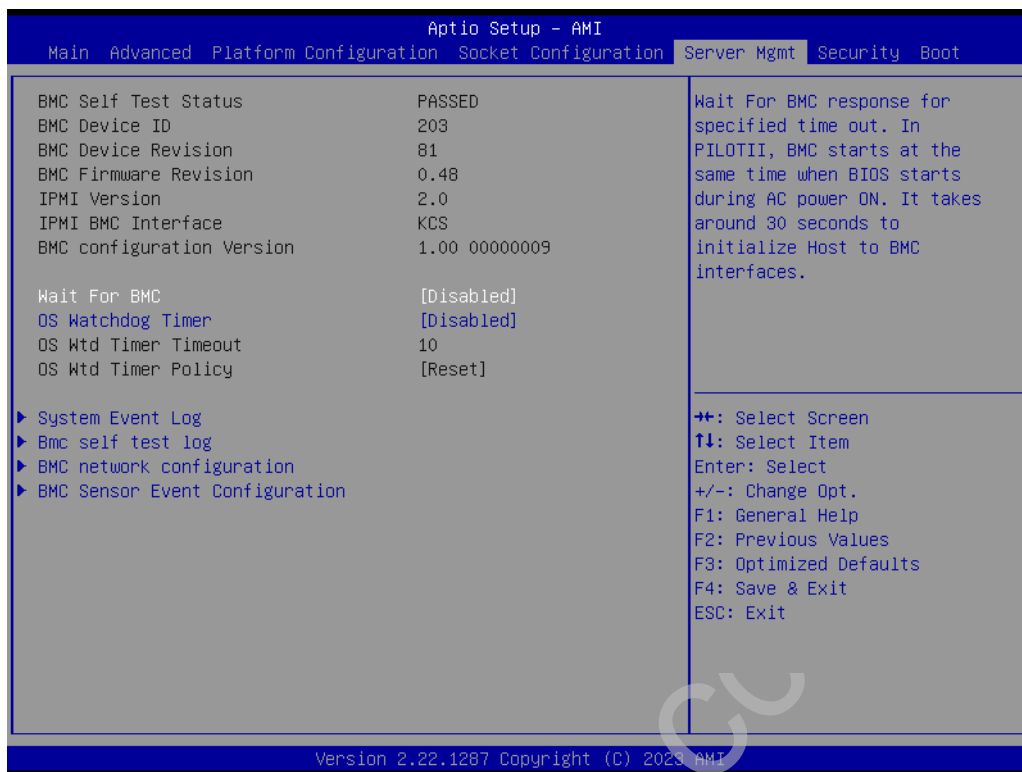 Aptio Setup – AMI
Main Advanced Platform Configuration Socket Configuration Server Mgmt Security Boot
BMC Self Test Status PASSED
BMC Device ID 203
BMC Device Revision 81
BMC Firmware Revision 0.48
IPMI Version 2.0
IPMI BMC Interface KCS
BMC configuration Version 1.00 00000009
Wait For BMC [Disabled]
OS Watchdog Timer [Disabled]
OS Wtd Timer Timeout 10
OS Wtd Timer Policy [Reset]
System Event Log
Bmc self test log
BMC network configuration
BMC Sensor Event Configuration
Wait For BMC response for
specified time out. In
PILOTII, BMC starts at the
same time when BIOS starts
during AC power ON. It takes
around 30 seconds to
initialize Host to BMC
interfaces.
→←: Select Screen
↑↓: Select Item
Enter: Select
+/-: Change Opt.
F1: General Help
F2: Previous Values
F3: Optimized Defaults
F4: Save & Exit
ESC: Exit
Version 2.22.1287 Copyright (C) 2023 AMI